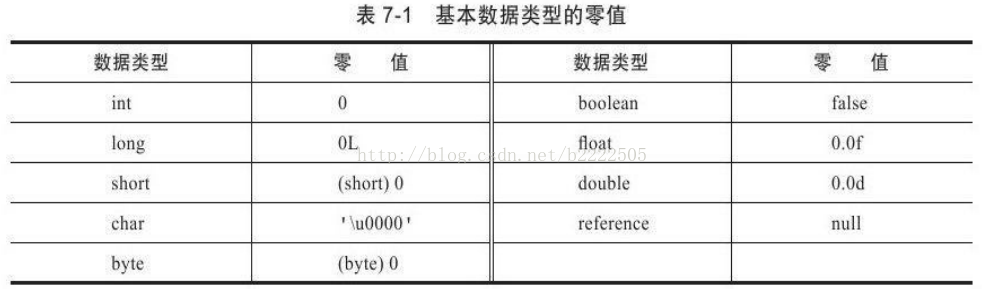 表 7-1 基本数据类型的零值
数据类型 零 值 数据类型 零 值
int 0 boolean false
long 0L float 0.0f
http://blog.csdn.net/b2222505
short (short) 0 double 0.0d
char '\u0000' reference null
byte (byte) 0